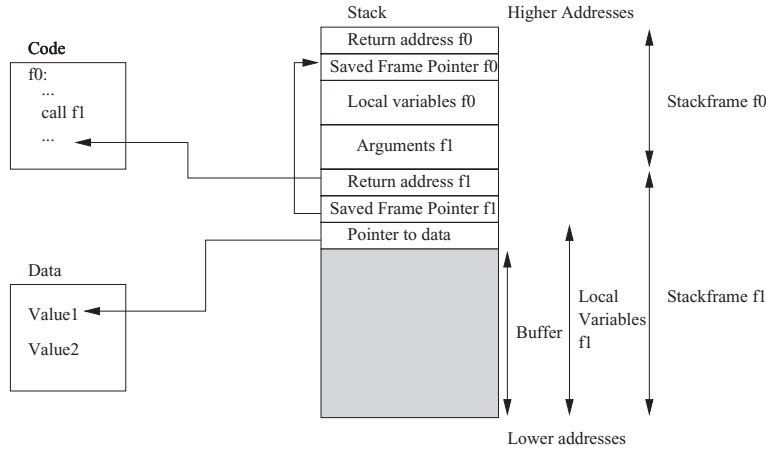 Stack
Higher Addresses
Code
f0:
...
call f1
...
Return address f0
Saved Frame Pointer f0
Local variables f0
Arguments f1
Return address f1
Saved Frame Pointer f1
Pointer to data
Stackframe f0
Data
Value1
Value2
Buffer
Local
Variables
f1
Stackframe f1
Lower addresses